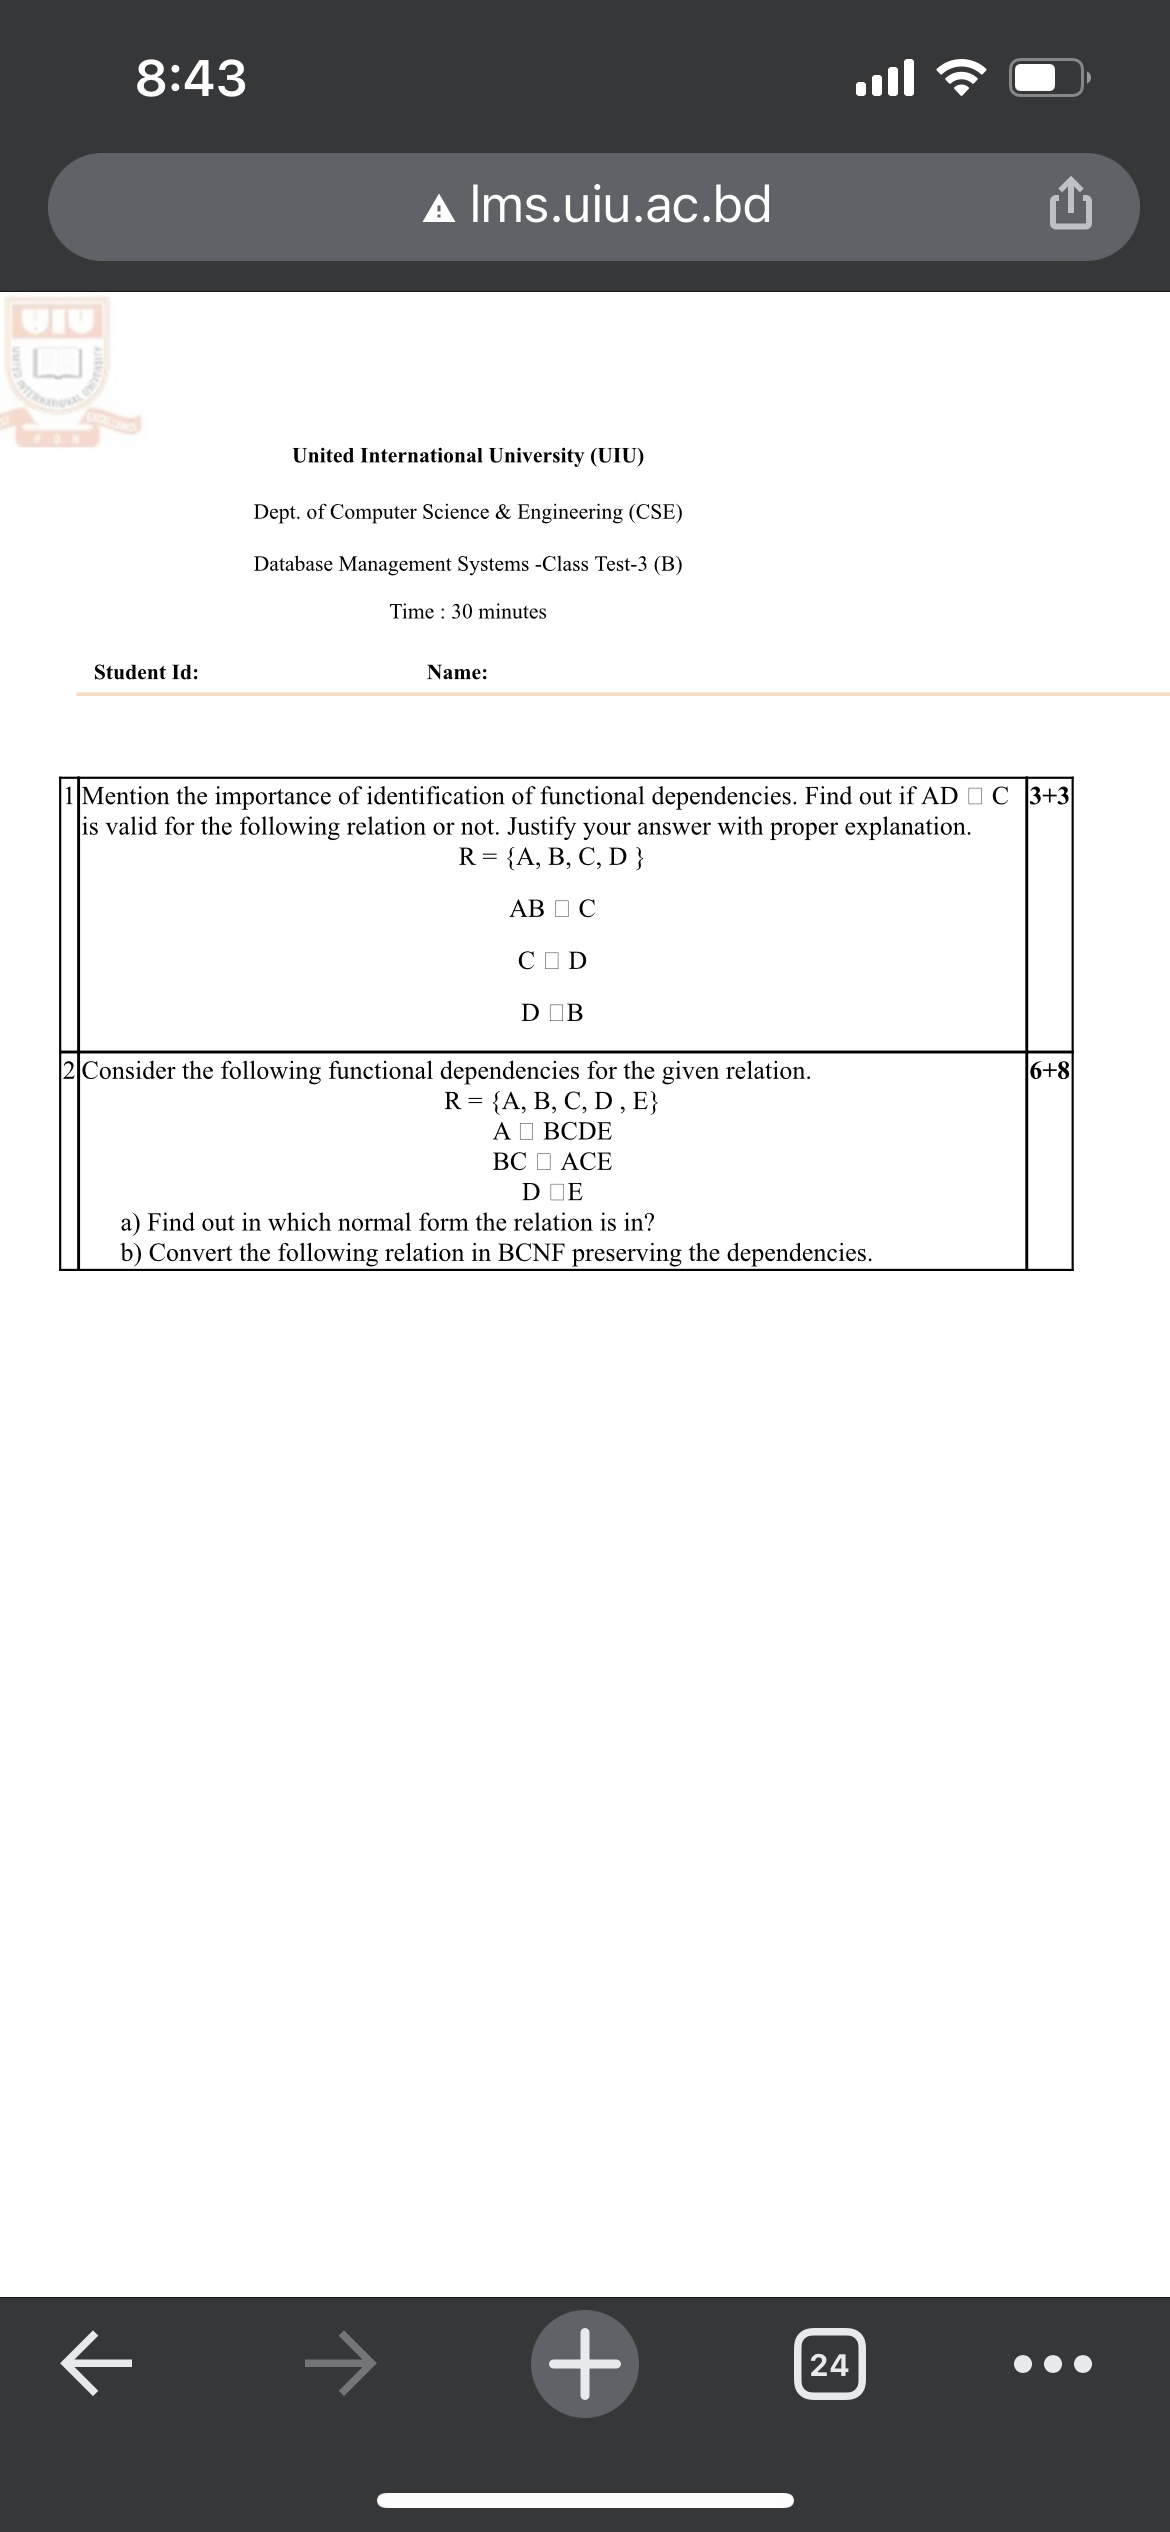 8:43
lms.uiu.ac.bd
UIU
UNITED INTERNATIONAL UNIVERSITY
United International University (UIU)
Dept. of Computer Science & Engineering (CSE)
Database Management Systems -Class Test-3 (B)
Time : 30 minutes
Student Id: Name:
1 Mention the importance of identification of functional dependencies. Find out if AD □ C 3+3
is valid for the following relation or not. Justify your answer with proper explanation.
R = {A, B, C, D }
AB □ C
C □ D
D □B
2 Consider the following functional dependencies for the given relation. 6+8
R = {A, B, C, D , E}
A □ BCDE
BC □ ACE
D □E
a) Find out in which normal form the relation is in?
b) Convert the following relation in BCNF preserving the dependencies.
24